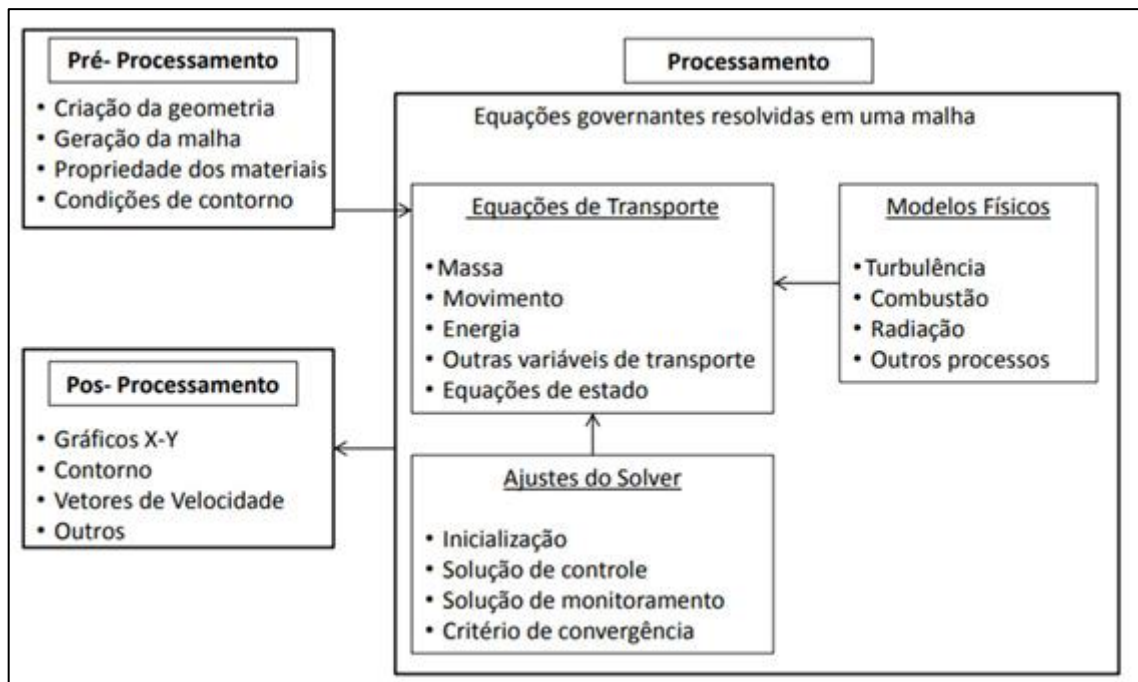 Pré- Processamento
• Criação da geometria
• Geração da malha
• Propriedade dos materiais
• Condições de contorno
Processamento
Equações governantes resolvidas em uma malha
Equações de Transporte
• Massa
• Movimento
• Energia
• Outras variáveis de transporte
• Equações de estado
Modelos Físicos
• Turbulência
• Combustão
• Radiação
• Outros processos
Ajustes do Solver
• Inicialização
• Solução de controle
• Solução de monitoramento
• Critério de convergência
Pos- Processamento
• Gráficos X-Y
• Contorno
• Vetores de Velocidade
• Outros